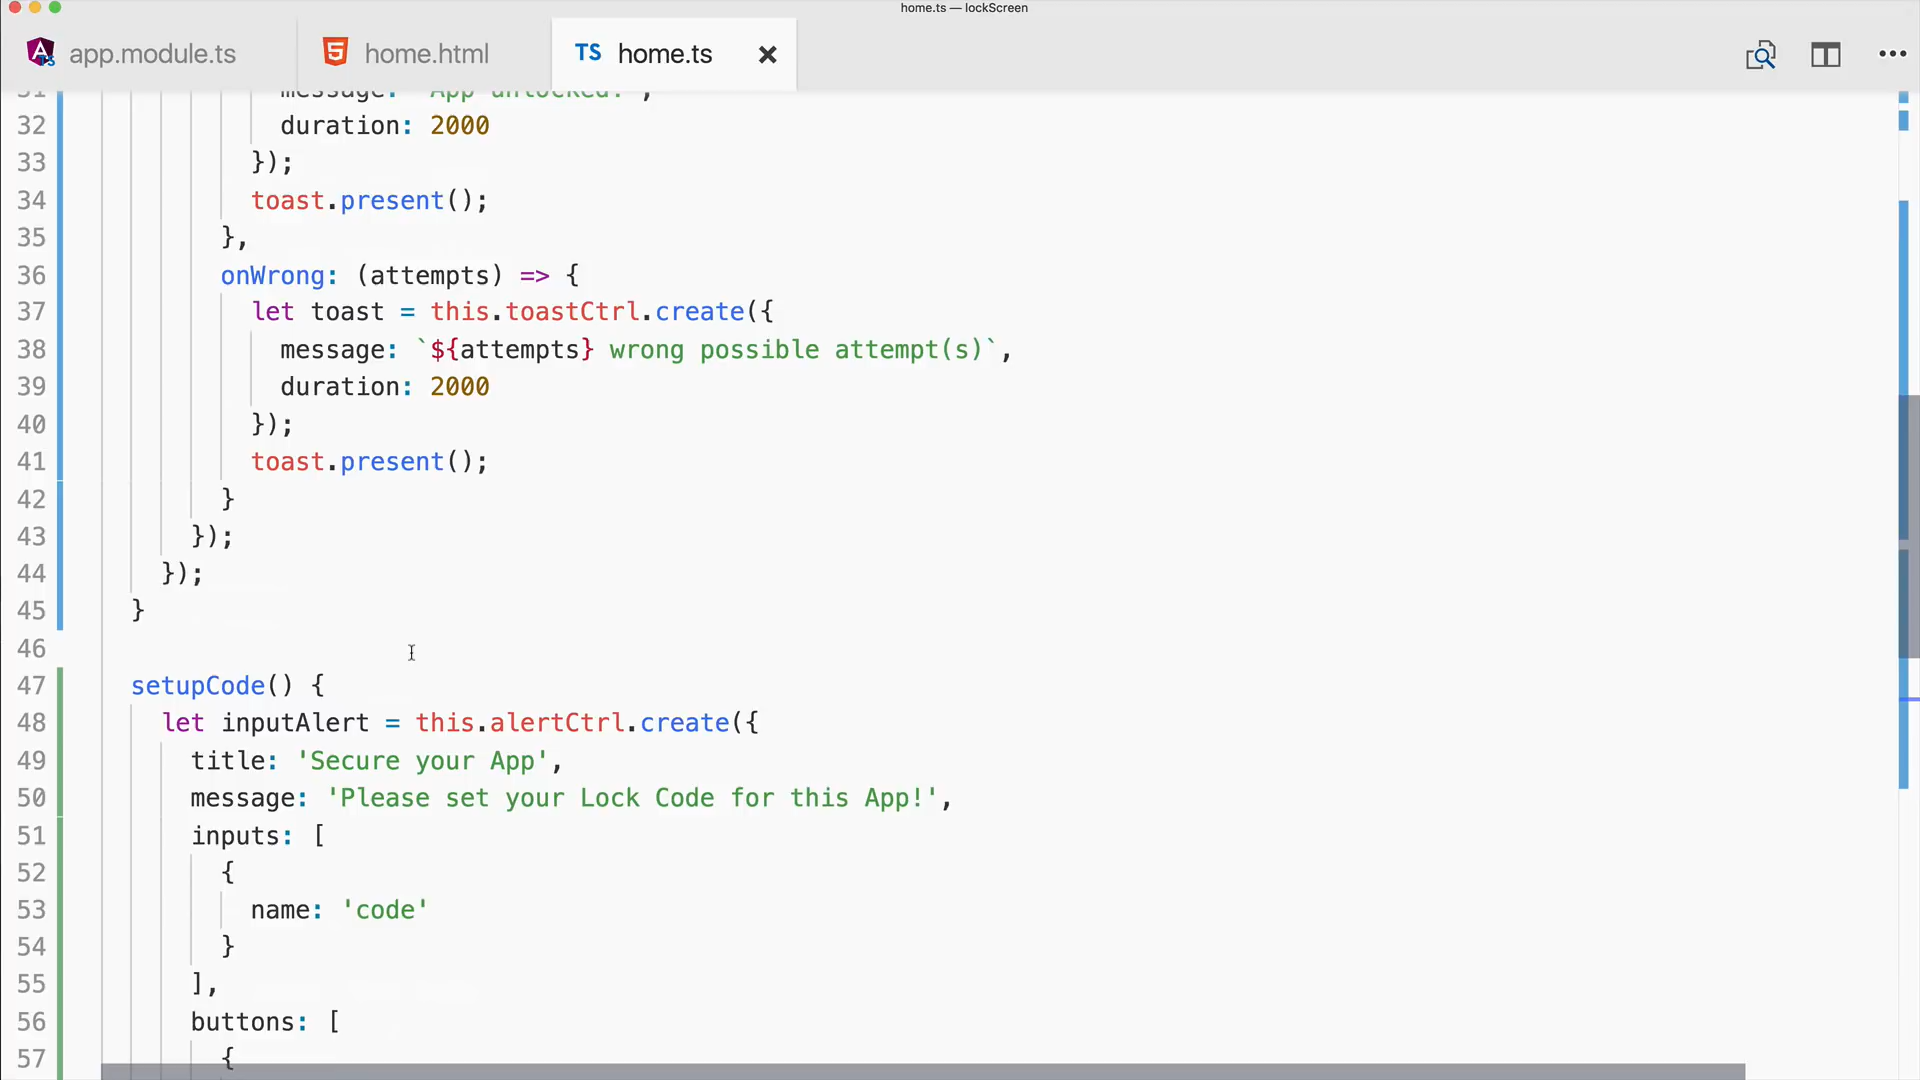 home.ts — lockScreen
app.module.ts
home.html
TS home.ts
31 message: 'App unlocked!',
32 duration: 2000
33 });
34 toast.present();
35 },
36 onWrong: (attempts) => {
37 let toast = this.toastCtrl.create({
38 message: `${attempts} wrong possible attempt(s)`,
39 duration: 2000
40 });
41 toast.present();
42 }
43 });
44 });
45 }
46
47 setupCode() {
48 let inputAlert = this.alertCtrl.create({
49 title: 'Secure your App',
50 message: 'Please set your Lock Code for this App!',
51 inputs: [
52 {
53 name: 'code'
54 }
55 ],
56 buttons: [
57 {